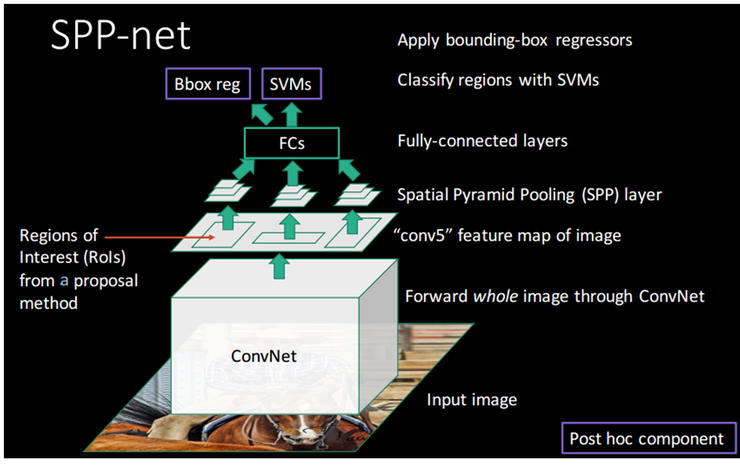 SPP-net
Apply bounding-box regressors
Bbox reg
SVMs
Classify regions with SVMs
FCs
Fully-connected layers
Spatial Pyramid Pooling (SPP) layer
Regions of
Interest (RoIs)
from a proposal
method
“conv5” feature map of image
Forward whole image through ConvNet
ConvNet
Input image
Post hoc component